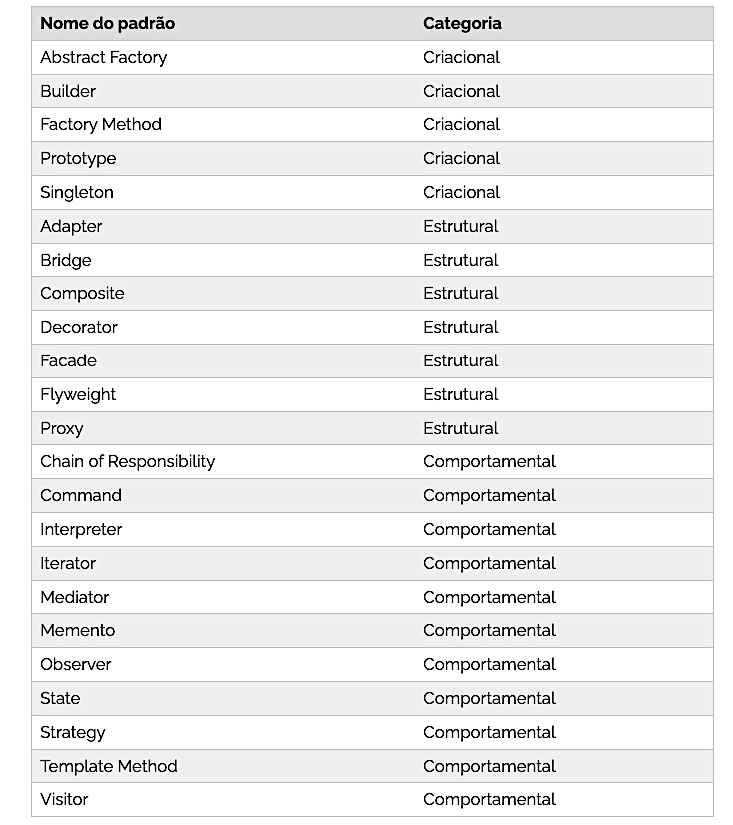 Nome do padrão Categoria
Abstract Factory Criacional
Builder Criacional
Factory Method Criacional
Prototype Criacional
Singleton Criacional
Adapter Estrutural
Bridge Estrutural
Composite Estrutural
Decorator Estrutural
Facade Estrutural
Flyweight Estrutural
Proxy Estrutural
Chain of Responsibility Comportamental
Command Comportamental
Interpreter Comportamental
Iterator Comportamental
Mediator Comportamental
Memento Comportamental
Observer Comportamental
State Comportamental
Strategy Comportamental
Template Method Comportamental
Visitor Comportamental